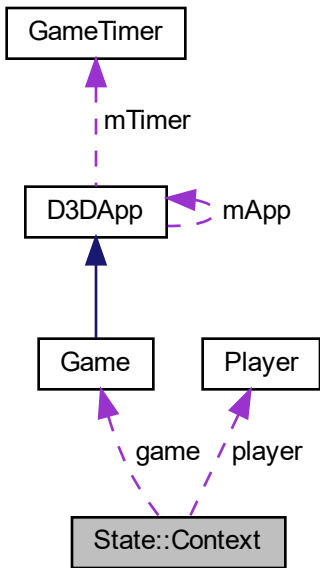 GameTimer
mTimer
D3DApp
mApp
Game
Player
game
player
State::Context